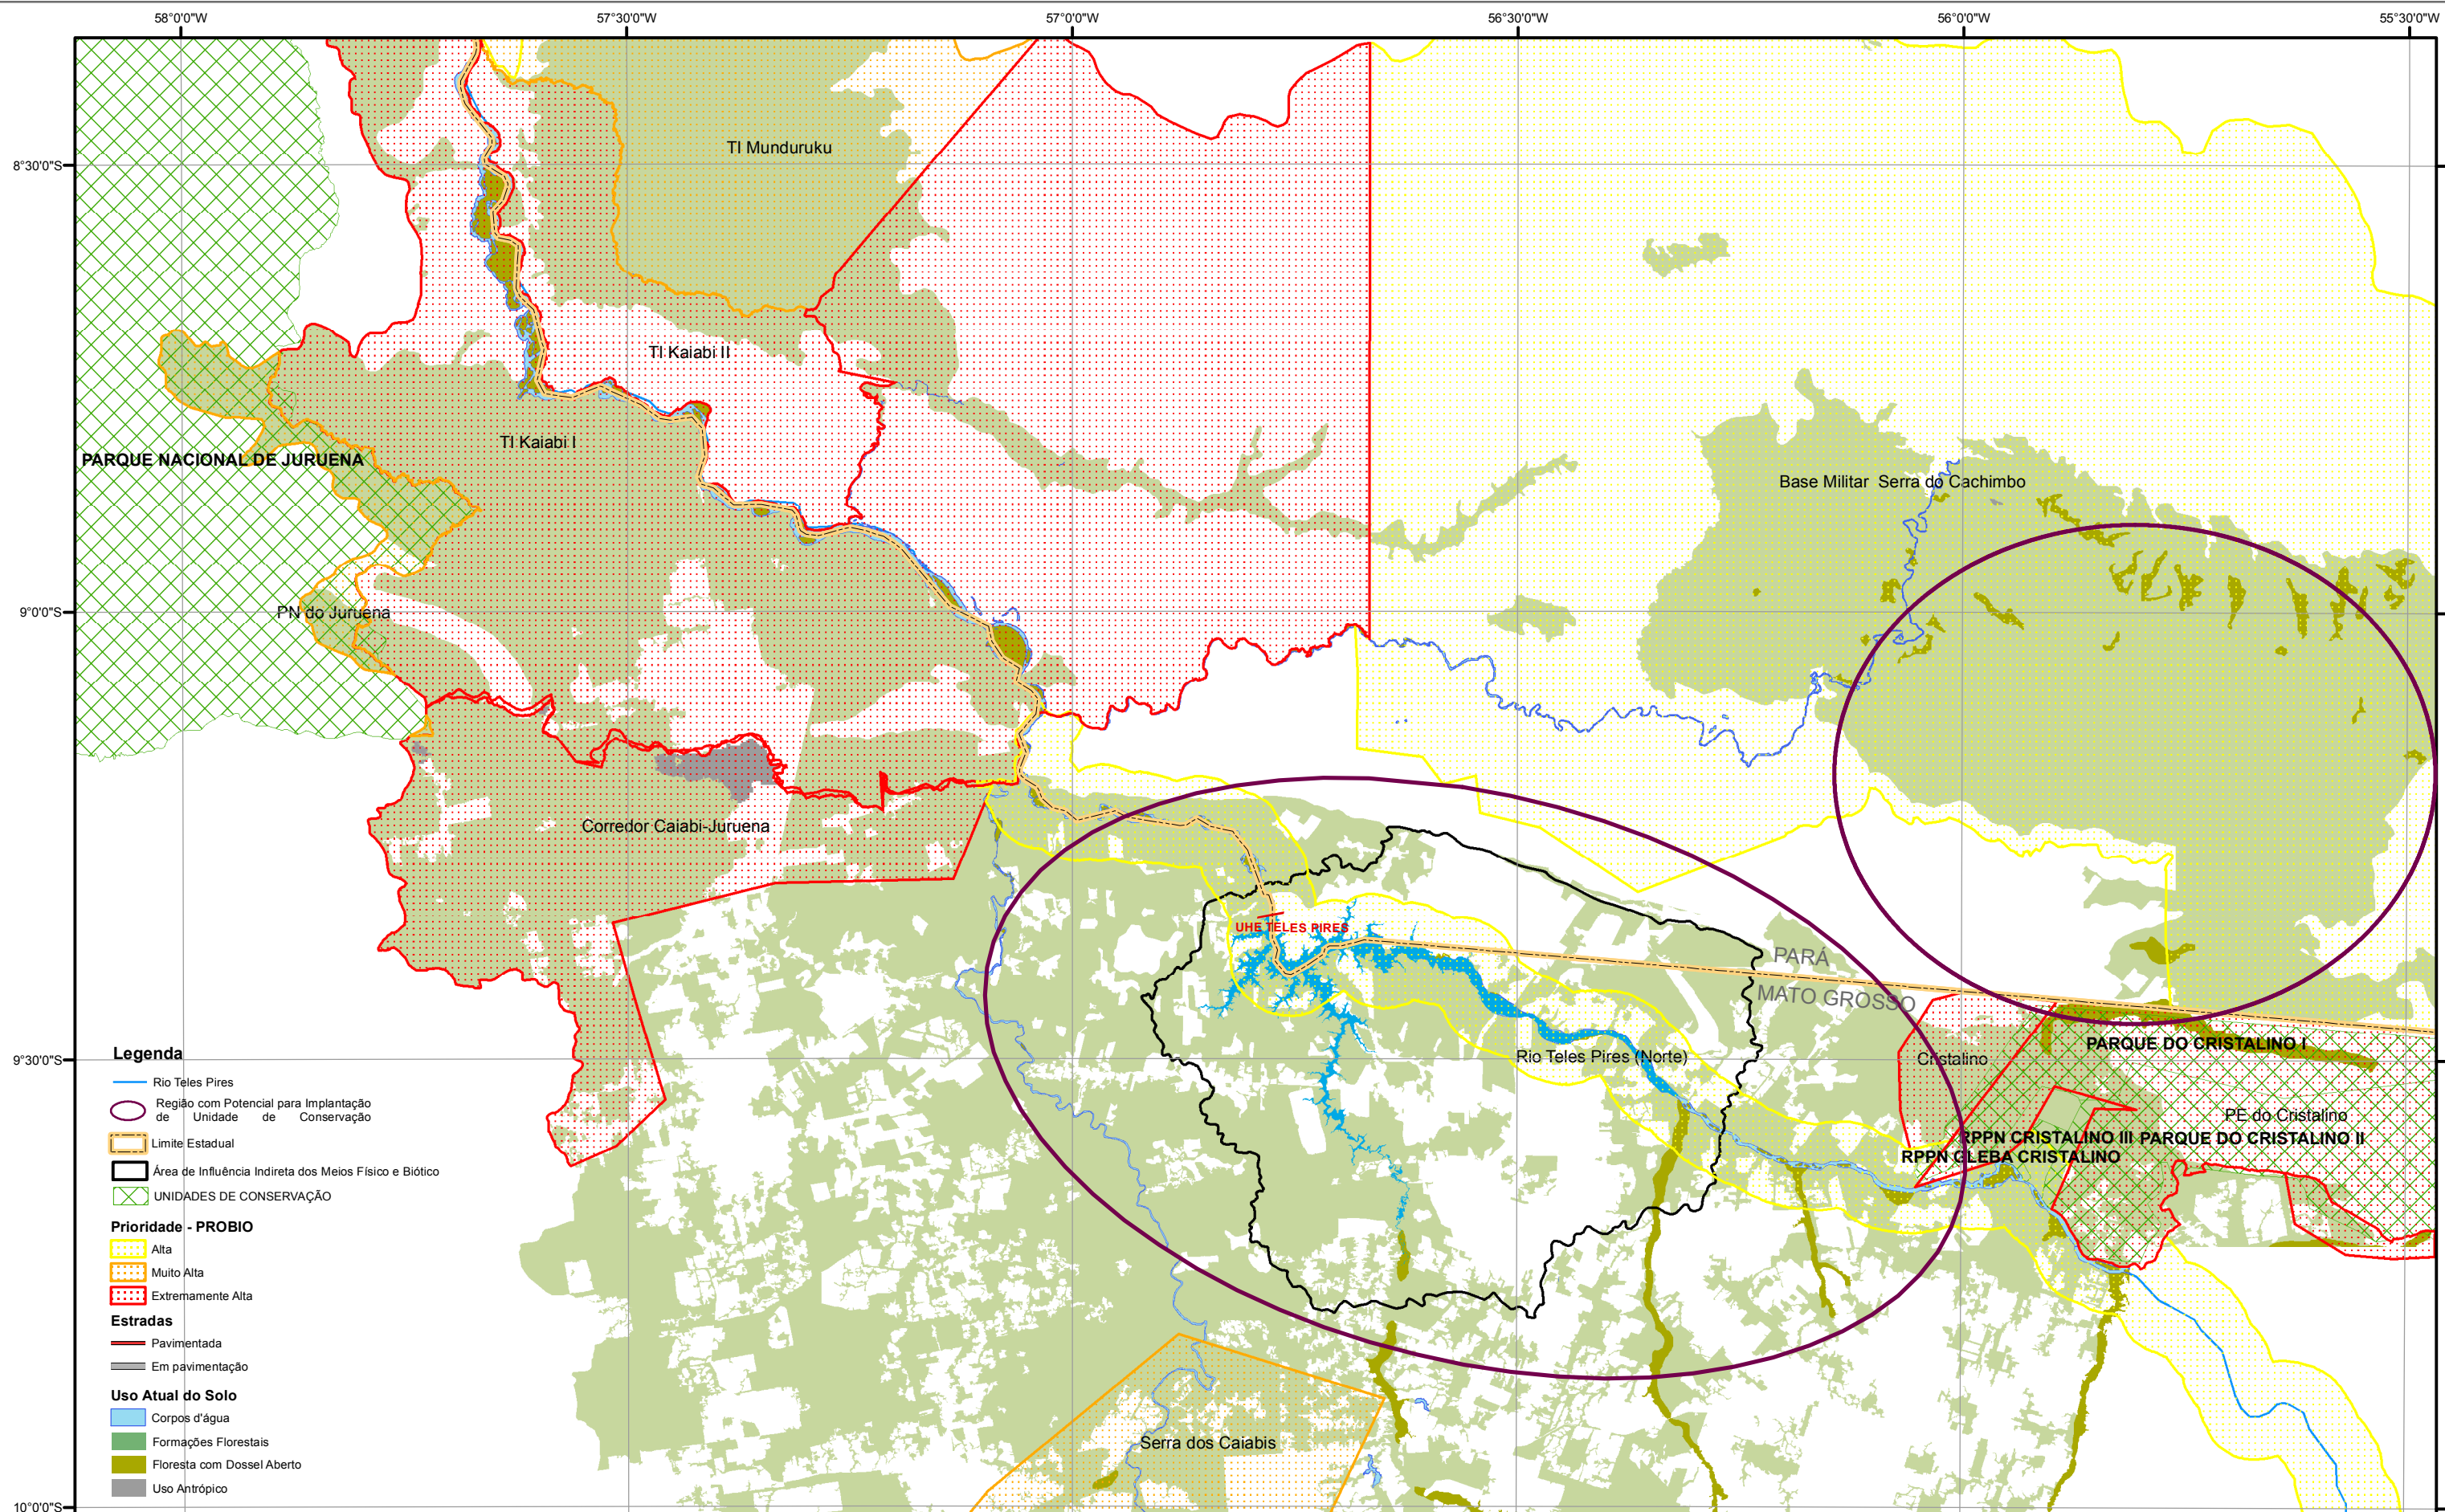 58°0'0"W
57°30'0"W
57°0'0"W
56°30'0"W
56°0'0"W
55°30'0"W
8°30'0"S
9°0'0"S
9°30'0"S
10°0'0"S
TI Munduruku
TI Kaiabi II
TI Kaiabi I
PARQUE NACIONAL DE JURUENA
Base Militar Serra do Cachimbo
PN do Juruena
Corredor Caiabi-Juruena
UHE TELES PIRES
PARÁ
MATO GROSSO
Rio Teles Pires (Norte)
Cristalino
PARQUE DO CRISTALINO I
PE do Cristalino
RPPN CRISTALINO III
PARQUE DO CRISTALINO II
RPPN GLEBA CRISTALINO
Serra dos Caiabis
Legenda
Rio Teles Pires
Região com Potencial para Implantação
de Unidade de Conservação
Limite Estadual
Área de Influência Indireta dos Meios Físico e Biótico
UNIDADES DE CONSERVAÇÃO
Prioridade - PROBIO
Alta
Muito Alta
Extremamente Alta
Estradas
Pavimentada
Em pavimentação
Uso Atual do Solo
Corpos d'água
Formações Florestais
Floresta com Dossel Aberto
Uso Antrópico